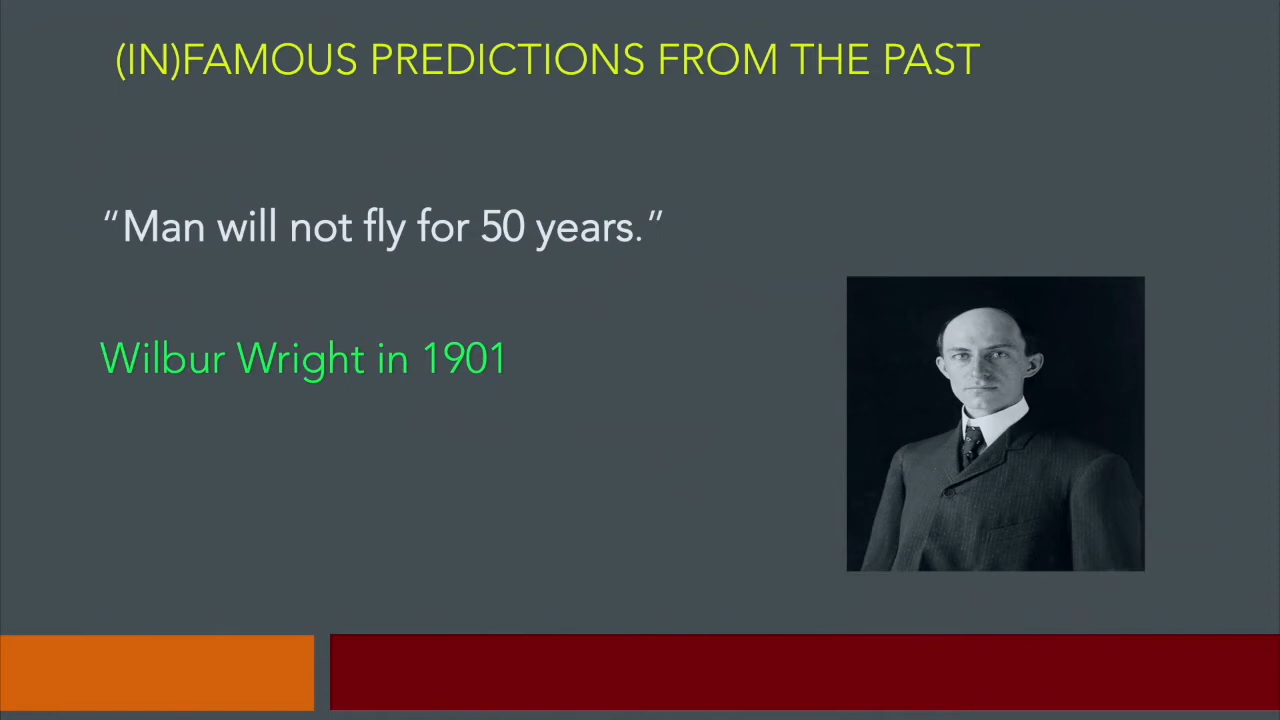 (IN)FAMOUS PREDICTIONS FROM THE PAST
“Man will not fly for 50 years.”
Wilbur Wright in 1901